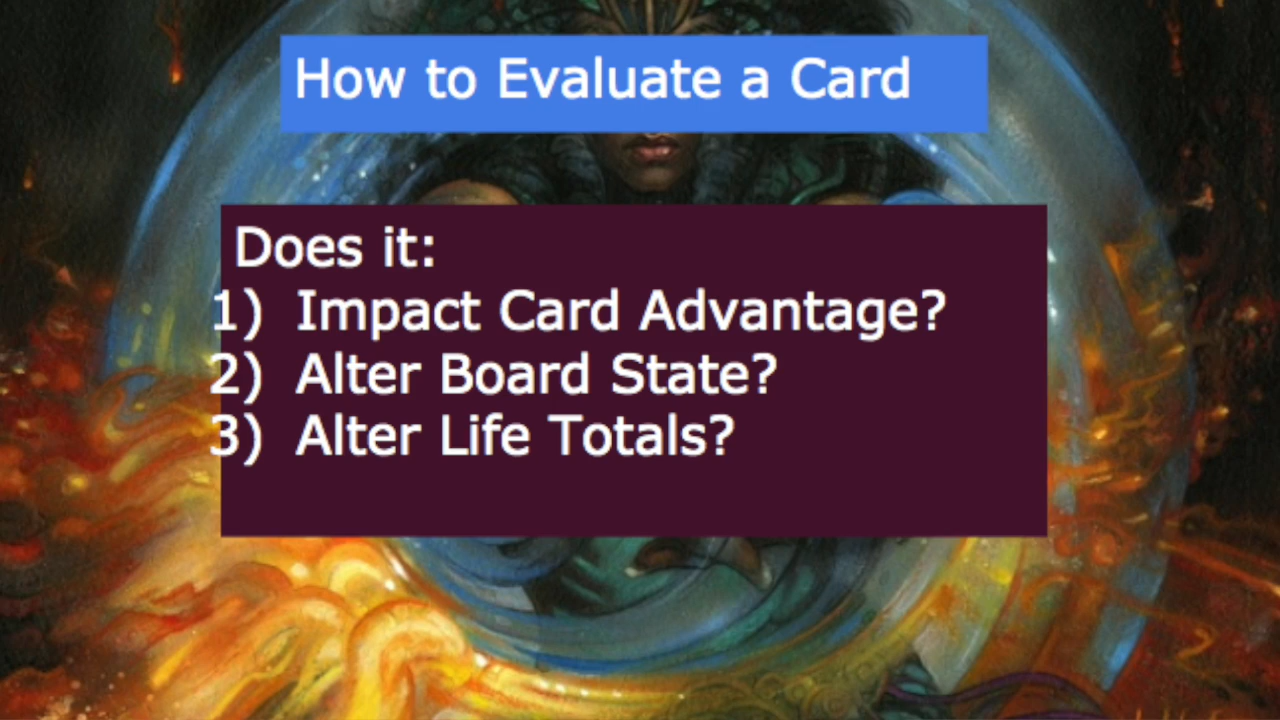 How to Evaluate a Card
Does it:
1) Impact Card Advantage?
2) Alter Board State?
3) Alter Life Totals?